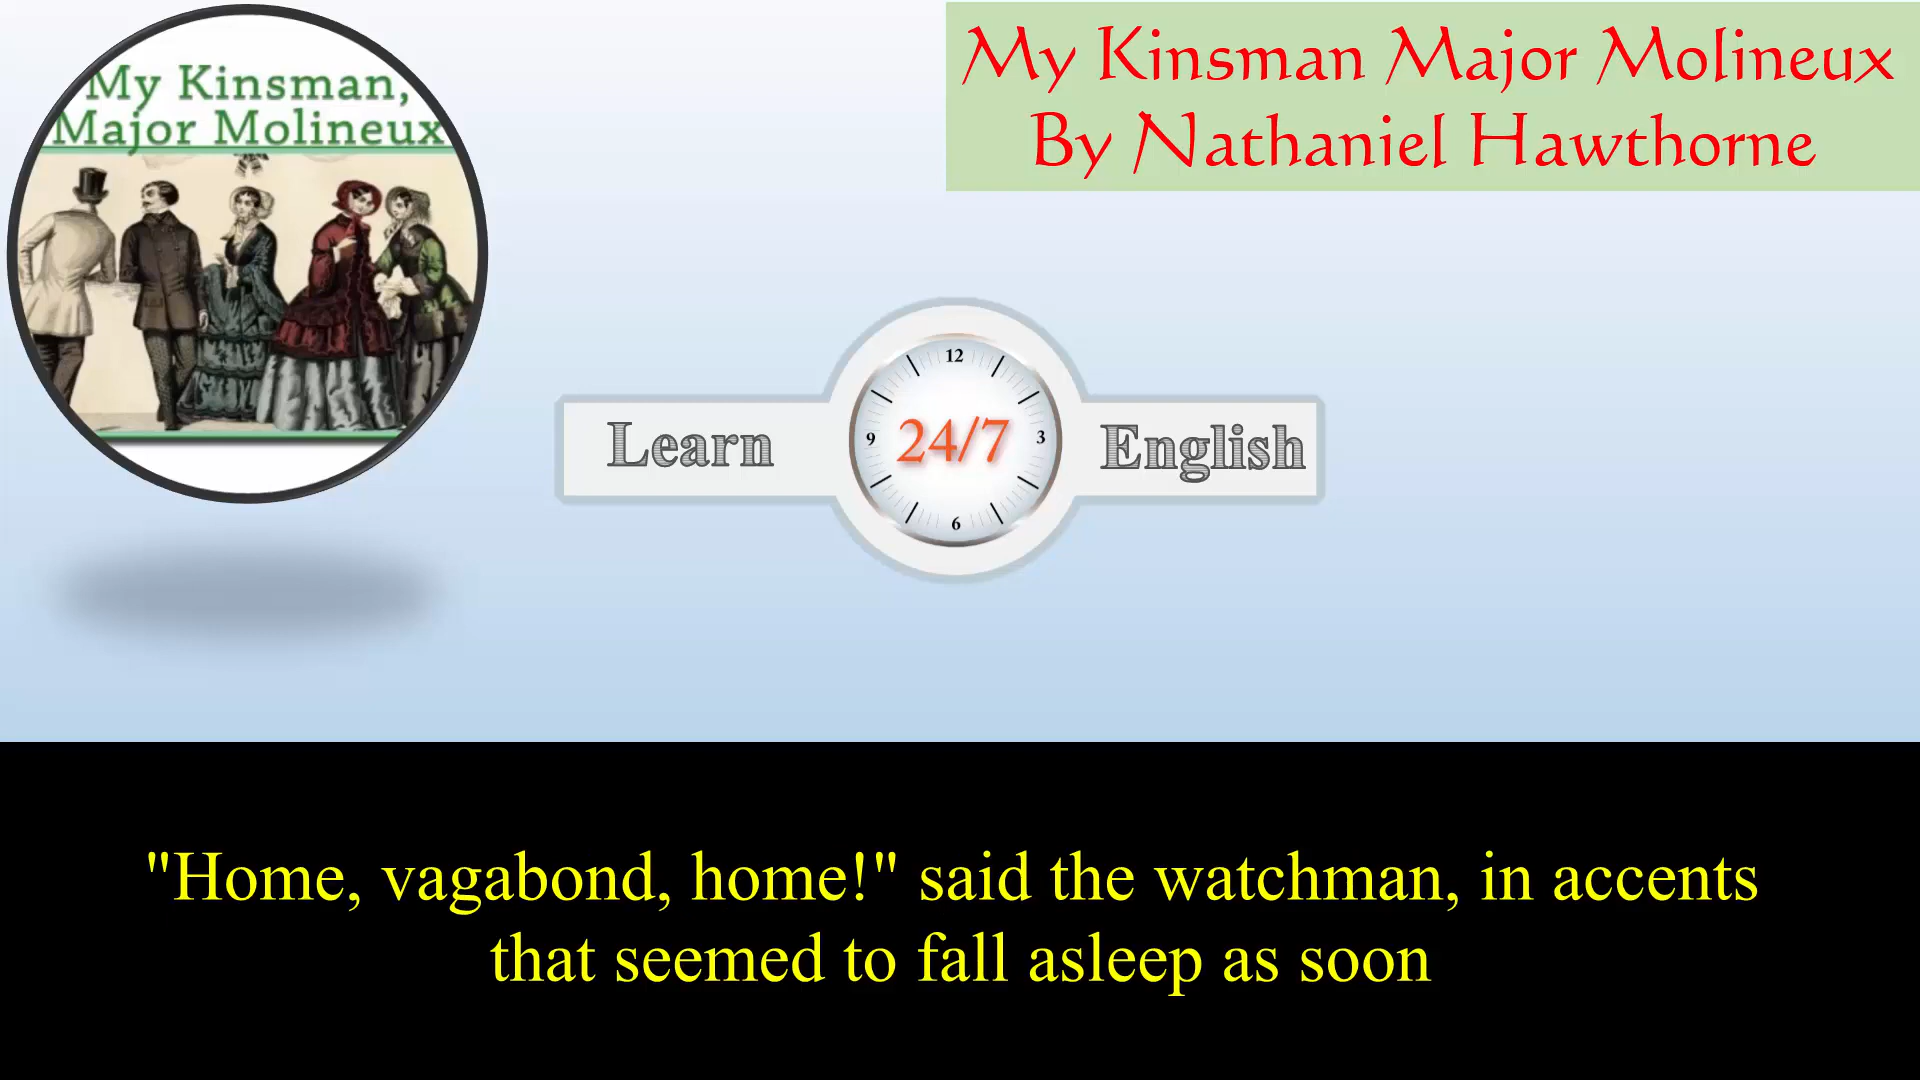 My Kinsman,
Major Molineux
My Kinsman Major Molineux
By Nathaniel Hawthorne
12
9
3
6
Learn
24/7
English
"Home, vagabond, home!" said the watchman, in accents
that seemed to fall asleep as soon